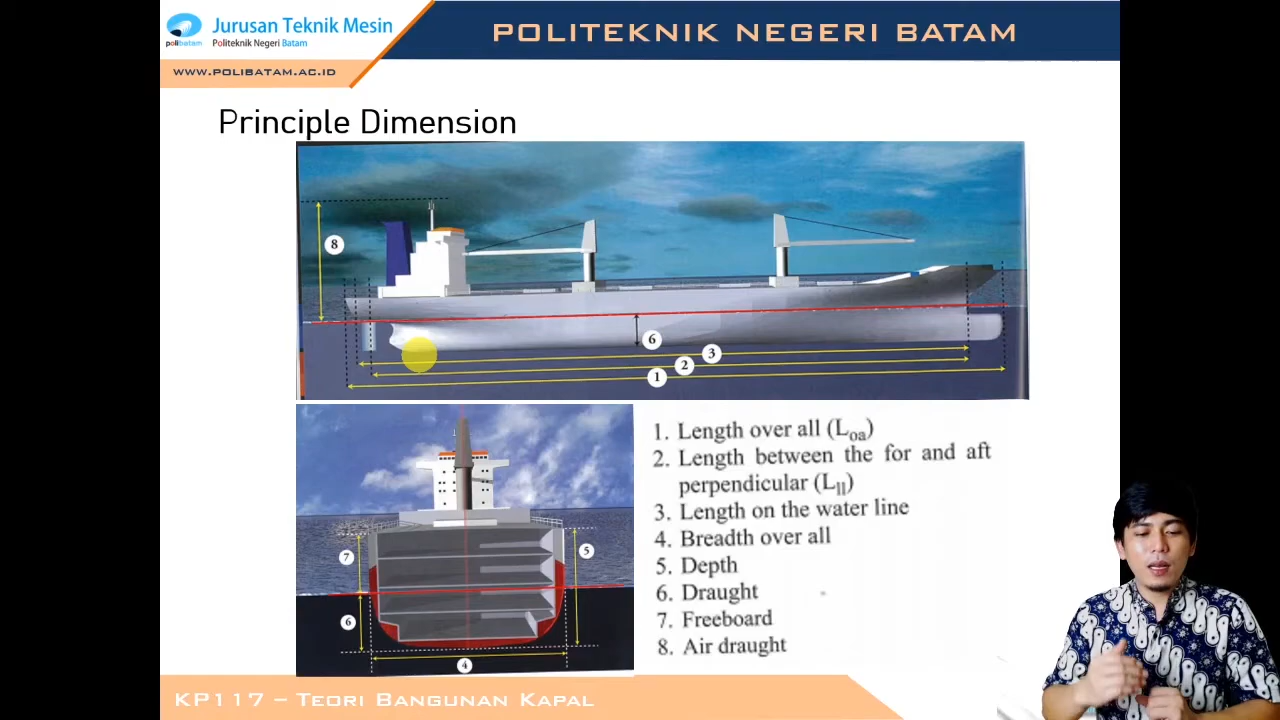 Jurusan Teknik Mesin
polibatam
Politeknik Negeri Batam
POLITEKNIK NEGERI BATAM
WWW.POLIBATAM.AC.ID
Principle Dimension
8
6
3
2
1
7
5
6
4
1. Length over all (Loa)
2. Length between the for and aft
perpendicular (Lll)
3. Length on the water line
4. Breadth over all
5. Depth
6. Draught
7. Freeboard
8. Air draught
KP117 – TEORI BANGUNAN KAPAL